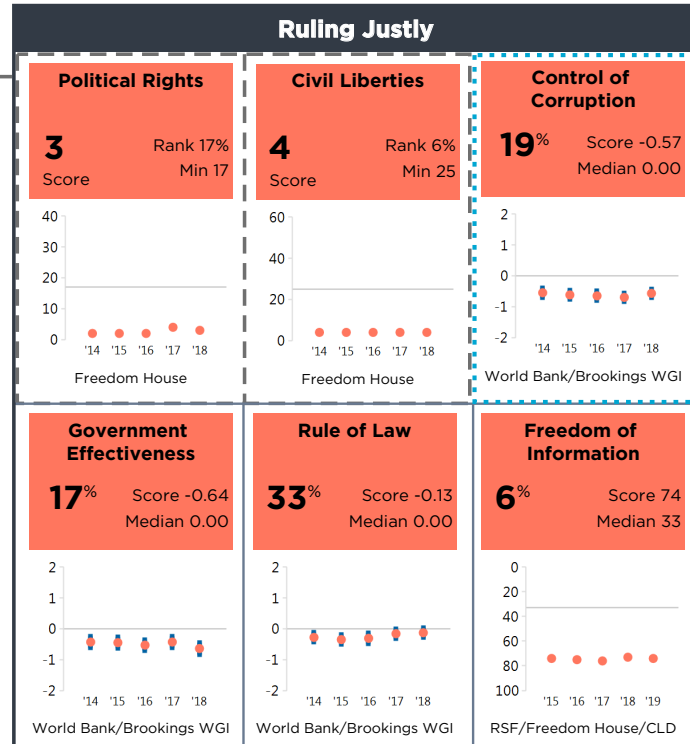 Ruling Justly
Political Rights
3
Score
Rank 17%
Min 17
40
30
20
10
0
'14 '15 '16 '17 '18
Freedom House
Civil Liberties
4
Score
Rank 6%
Min 25
60
40
20
0
'14 '15 '16 '17 '18
Freedom House
Control of
Corruption
19%
Score -0.57
Median 0.00
2
1
0
-1
-2
'14 '15 '16 '17 '18
World Bank/Brookings WGI
Government
Effectiveness
17%
Score -0.64
Median 0.00
2
1
0
-1
-2
'14 '15 '16 '17 '18
World Bank/Brookings WGI
Rule of Law
33%
Score -0.13
Median 0.00
2
1
0
-1
-2
'14 '15 '16 '17 '18
World Bank/Brookings WGI
Freedom of
Information
6%
Score 74
Median 33
0
20
40
60
80
100
'15 '16 '17 '18 '19
RSF/Freedom House/CLD